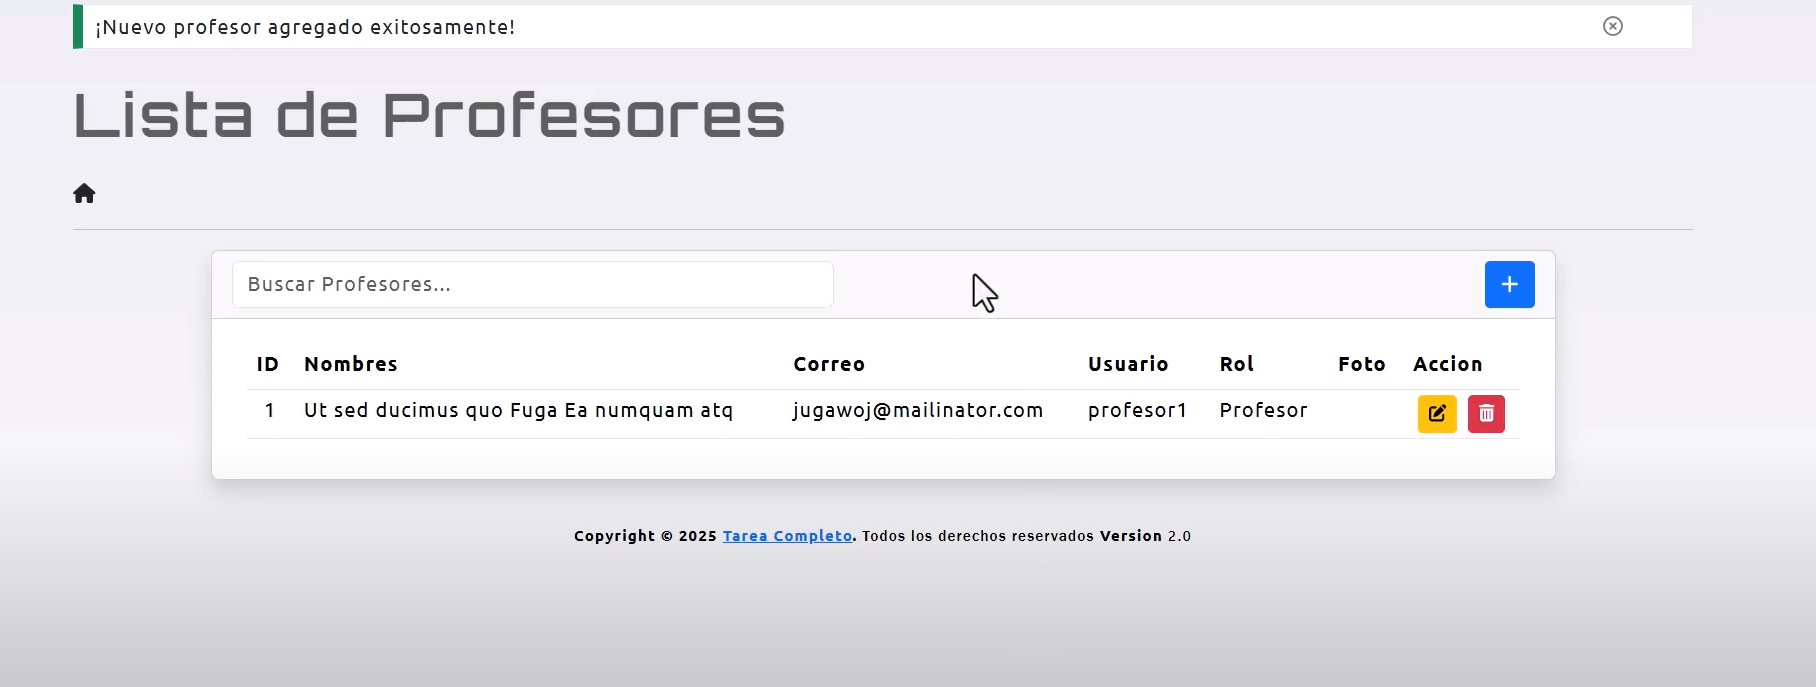 ¡Nuevo profesor agregado exitosamente!
Lista de Profesores
Buscar Profesores...
ID Nombres Correo Usuario Rol Foto Accion
1 Ut sed ducimus quo Fuga Ea numquam atq jugawoj@mailinator.com profesor1 Profesor
Copyright © 2025 Tarea Completo. Todos los derechos reservados Version 2.0